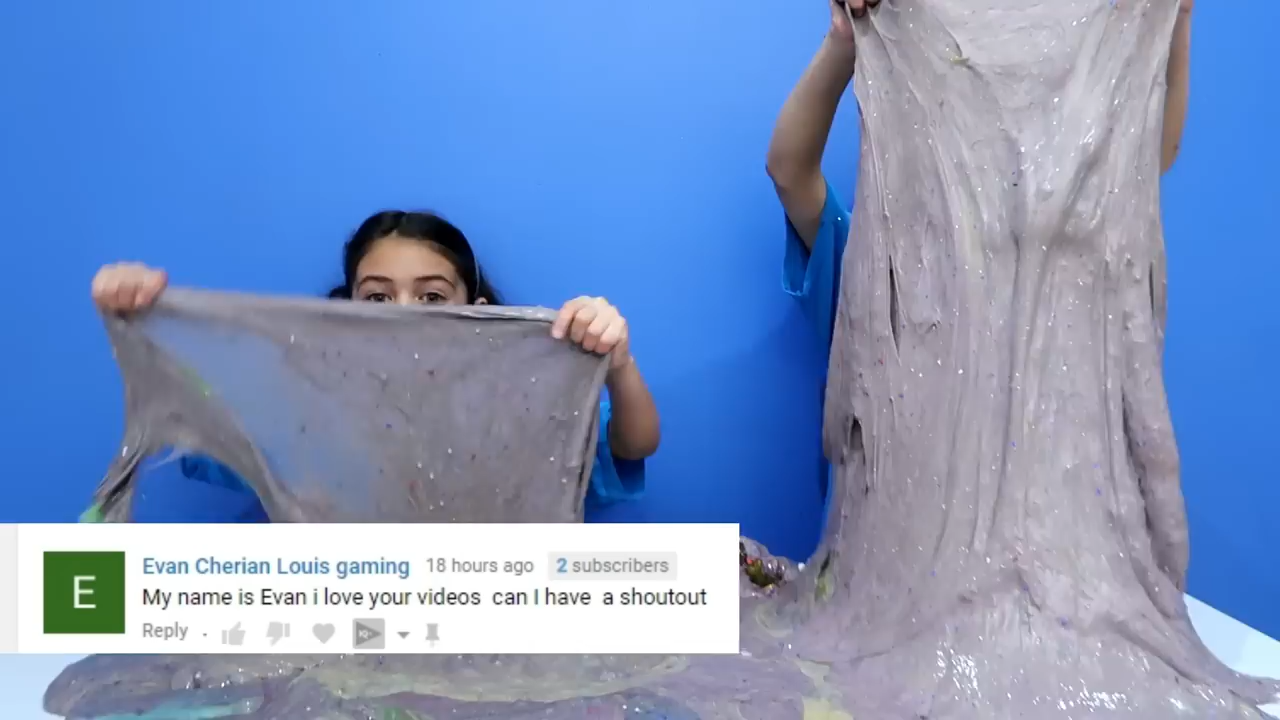 E
Evan Cherian Louis gaming 18 hours ago 2 subscribers
My name is Evan i love your videos can I have a shoutout
Reply